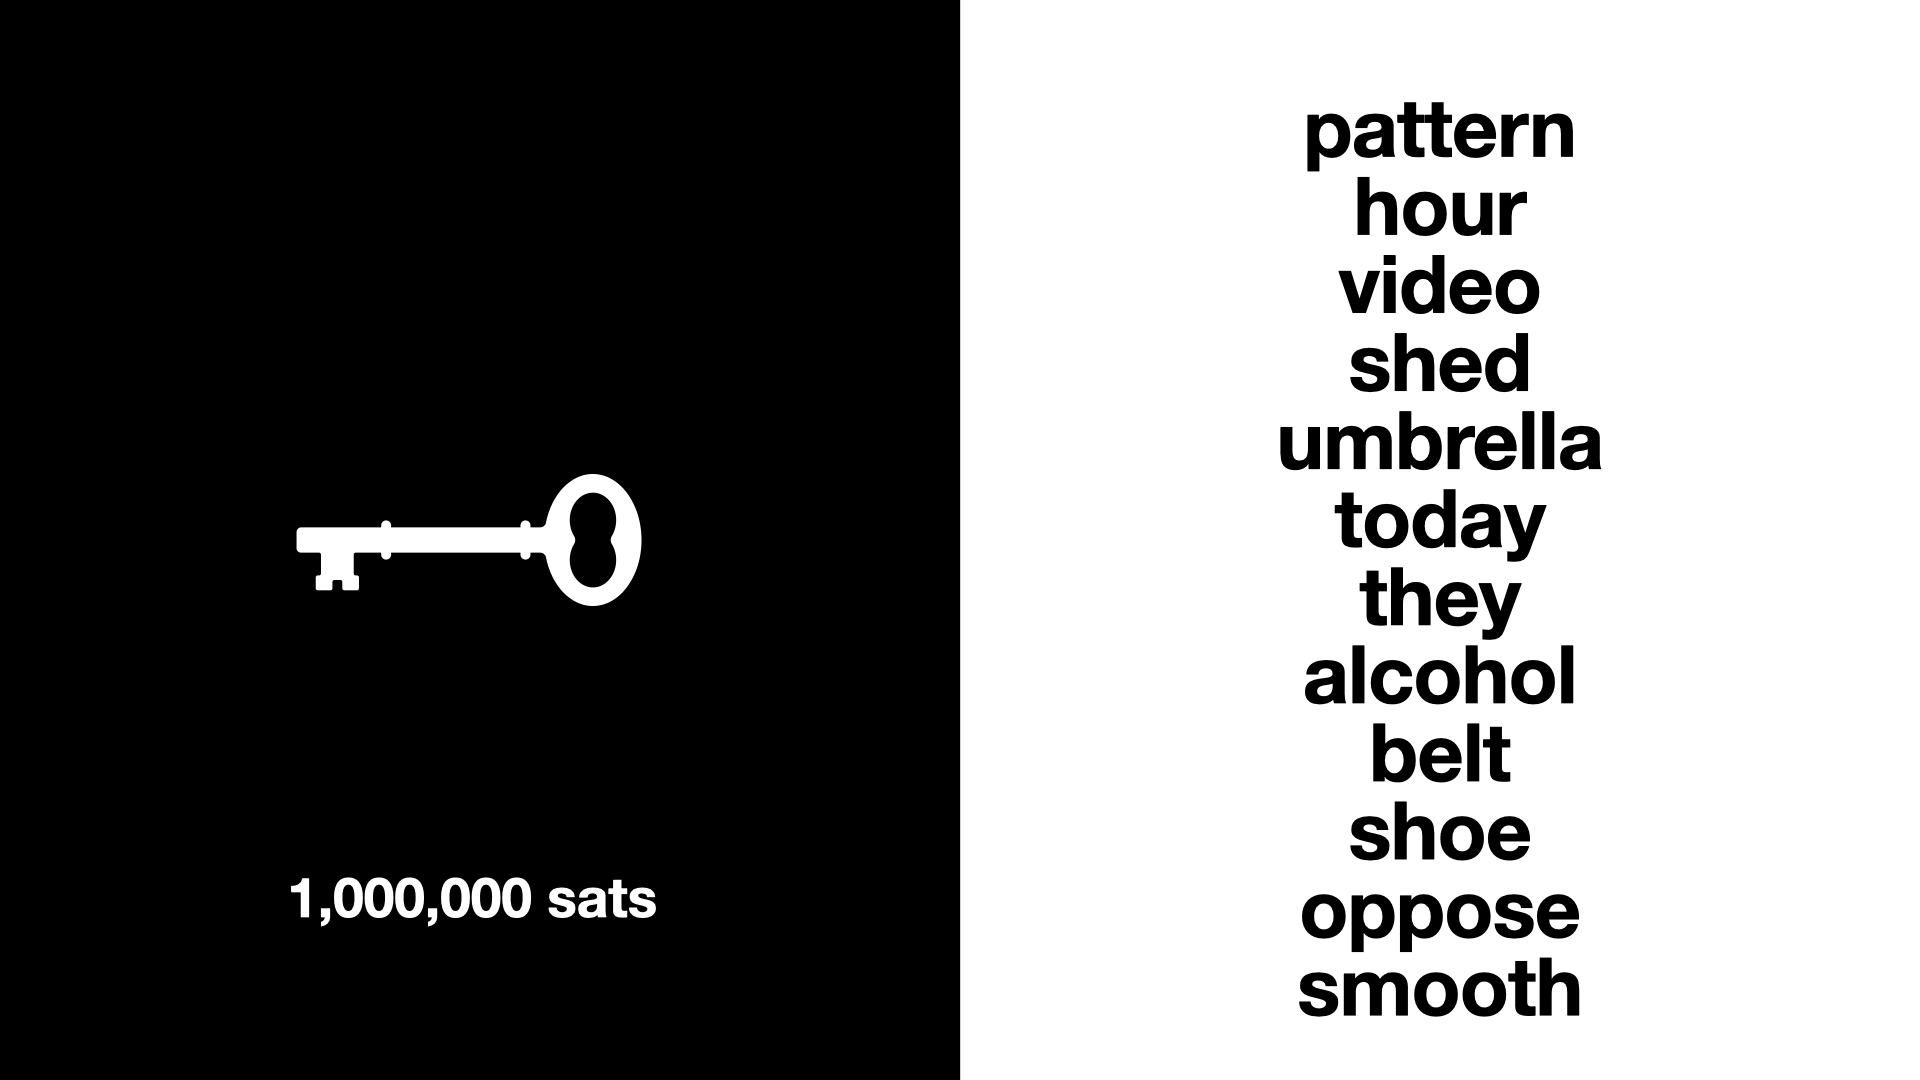 1,000,000 sats
pattern
hour
video
shed
umbrella
today
they
alcohol
belt
shoe
oppose
smooth